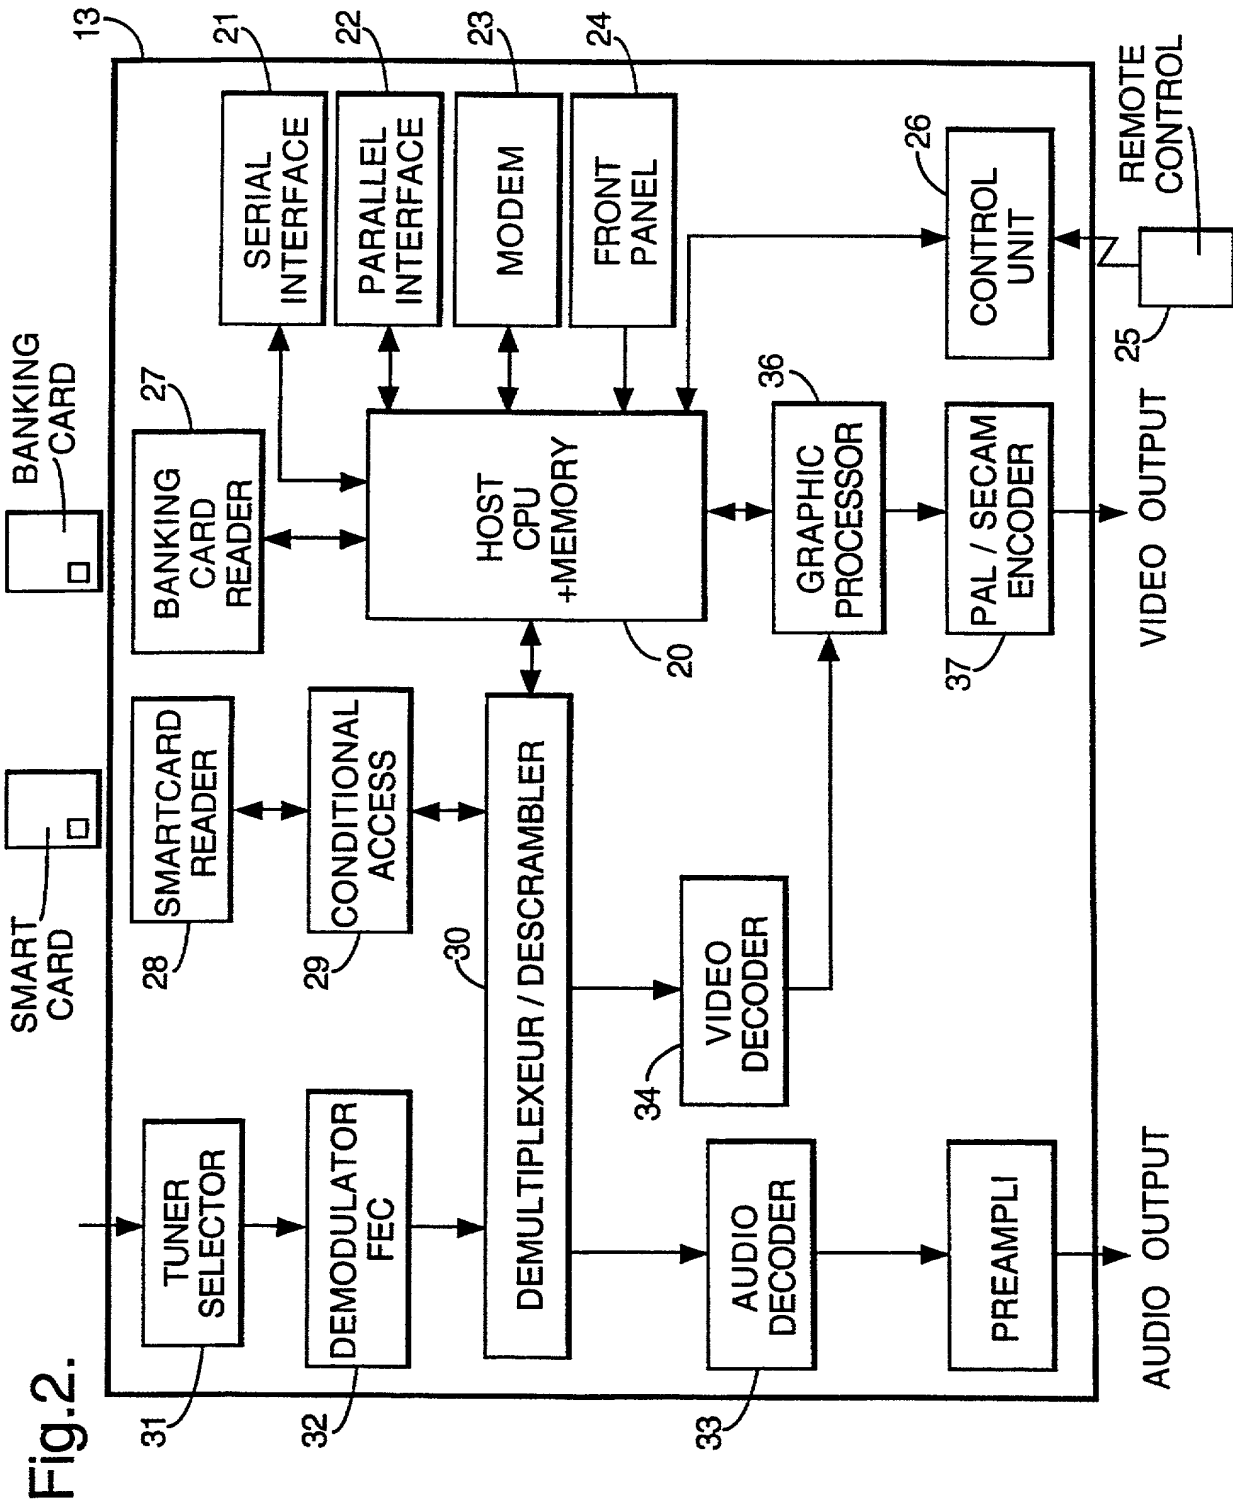 Fig.2.
SMART
CARD
BANKING
CARD
13
31
TUNER
SELECTOR
28
SMARTCARD
READER
27
BANKING
CARD
READER
21
SERIAL
INTERFACE
32
DEMODULATOR
FEC
29
CONDITIONAL
ACCESS
22
PARALLEL
INTERFACE
30
DEMULTIPLEXEUR / DESCRAMBLER
HOST
CPU
+MEMORY
20
23
MODEM
24
FRONT
PANEL
33
AUDIO
DECODER
34
VIDEO
DECODER
36
GRAPHIC
PROCESSOR
PREAMPLI
37
PAL / SECAM
ENCODER
26
CONTROL
UNIT
AUDIO OUTPUT
VIDEO OUTPUT
25
REMOTE
CONTROL